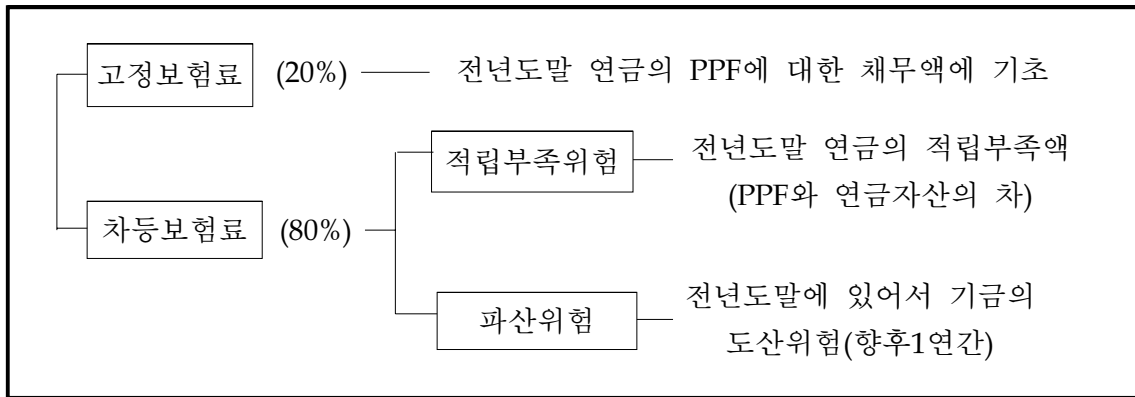 고정보험료 (20%) 전년도말 연금의 PPF에 대한 채무액에 기초
적립부족위험 전년도말 연금의 적립부족액
(PPF와 연금자산의 차)
차등보험료 (80%)
파산위험 전년도말에 있어서 기금의
도산위험(향후1연간)